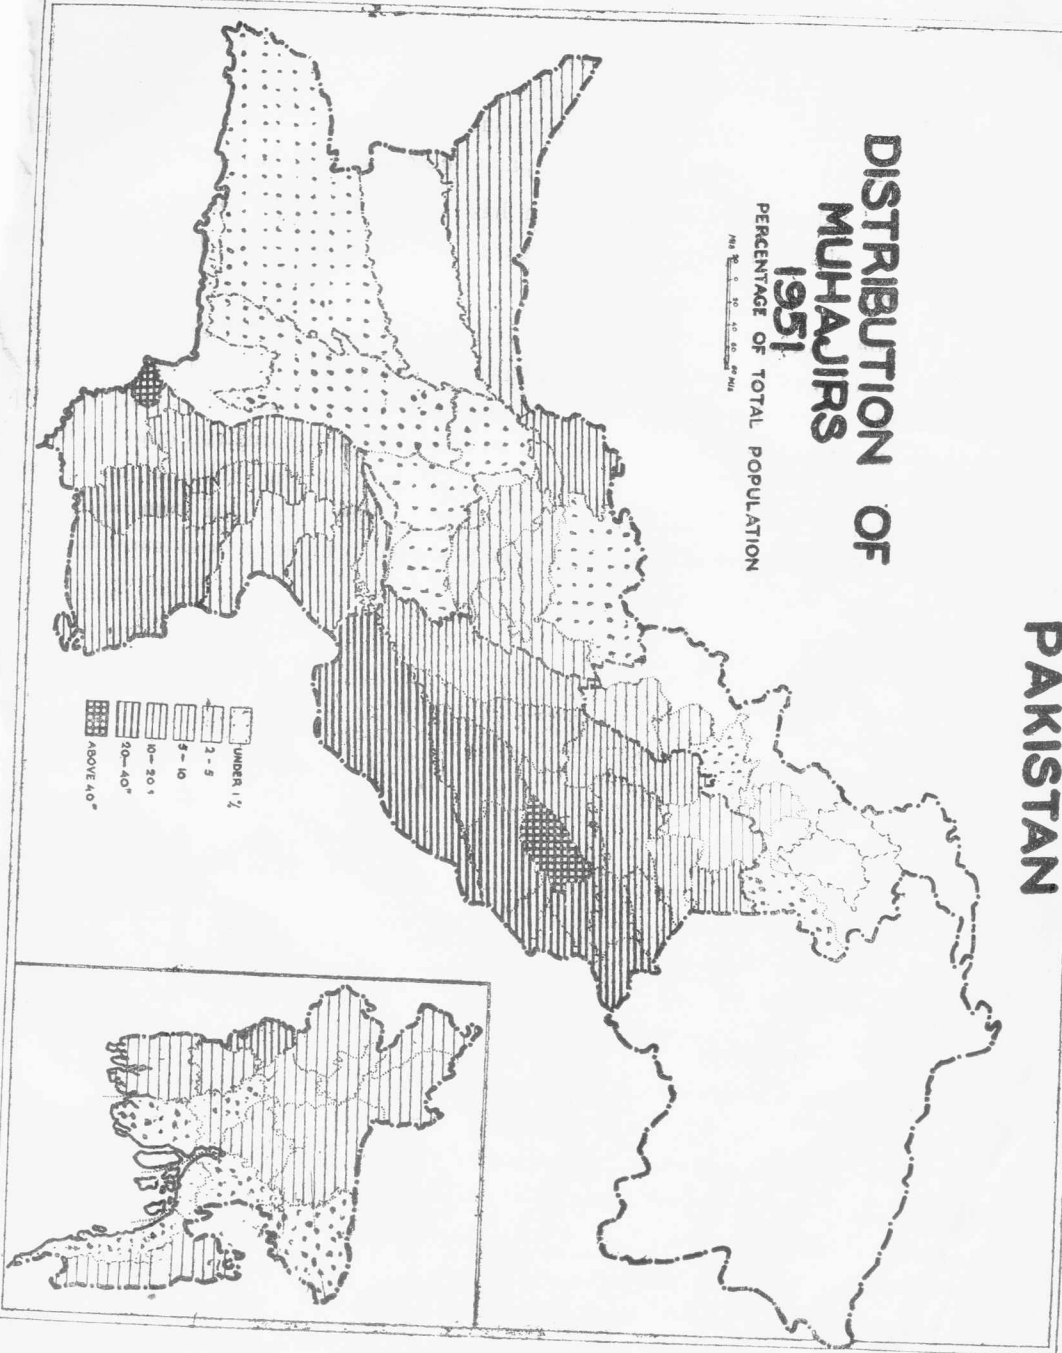 PAKISTAN
DISTRIBUTION OF
MUHAJIRS
1951
PERCENTAGE OF TOTAL POPULATION
UNDER 1%
2-5
5-10
10-20"
20-40"
ABOVE 40"